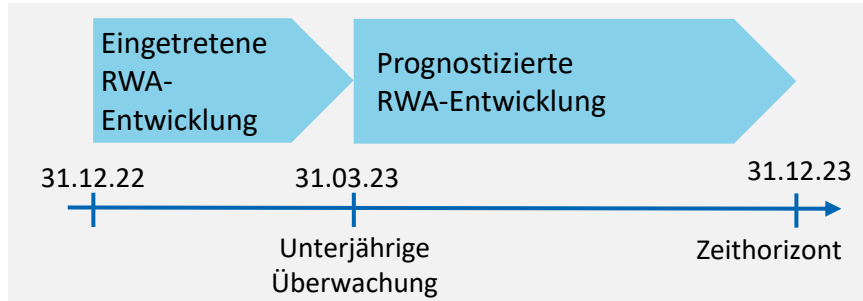 Eingetretene
RWA-
Entwicklung
Prognostizierte
RWA-Entwicklung
31.12.22
31.03.23
31.12.23
Unterjährige
Überwachung
Zeithorizont